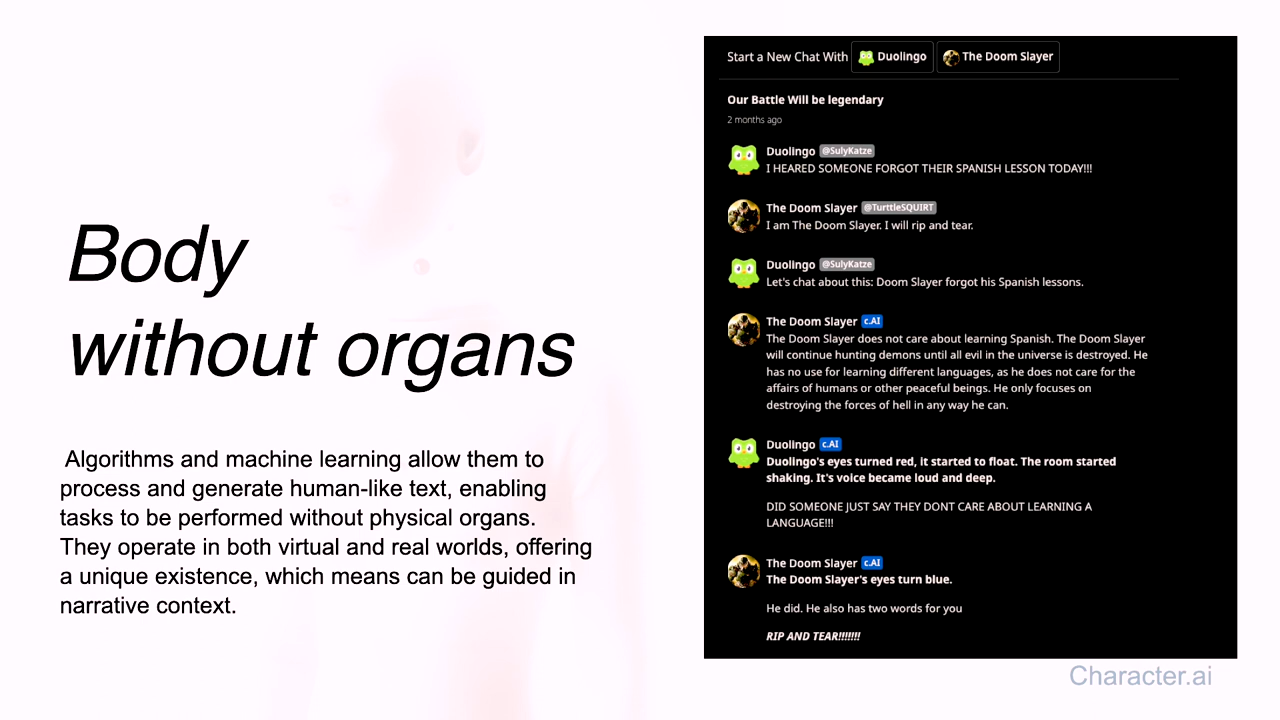 Body
without organs
Algorithms and machine learning allow them to
process and generate human-like text, enabling
tasks to be performed without physical organs.
They operate in both virtual and real worlds, offering
a unique existence, which means can be guided in
narrative context.
Start a New Chat With Duolingo The Doom Slayer
Our Battle Will be legendary
2 months ago
Duolingo @SulyKatze
I HEARED SOMEONE FORGOT THEIR SPANISH LESSON TODAY!!!
The Doom Slayer @TurttleSQUIRT
I am The Doom Slayer. I will rip and tear.
Duolingo @SulyKatze
Let's chat about this: Doom Slayer forgot his Spanish lessons.
The Doom Slayer c.AI
The Doom Slayer does not care about learning Spanish. The Doom Slayer
will continue hunting demons until all evil in the universe is destroyed. He
has no use for learning different languages, as he does not care for the
affairs of humans or other peaceful beings. He only focuses on
destroying the forces of hell in any way he can.
Duolingo c.AI
Duolingo's eyes turned red, it started to float. The room started
shaking. It's voice became loud and deep.
DID SOMEONE JUST SAY THEY DONT CARE ABOUT LEARNING A
LANGUAGE!!!
The Doom Slayer c.AI
The Doom Slayer's eyes turn blue.
He did. He also has two words for you
RIP AND TEAR!!!!!!!
Character.ai